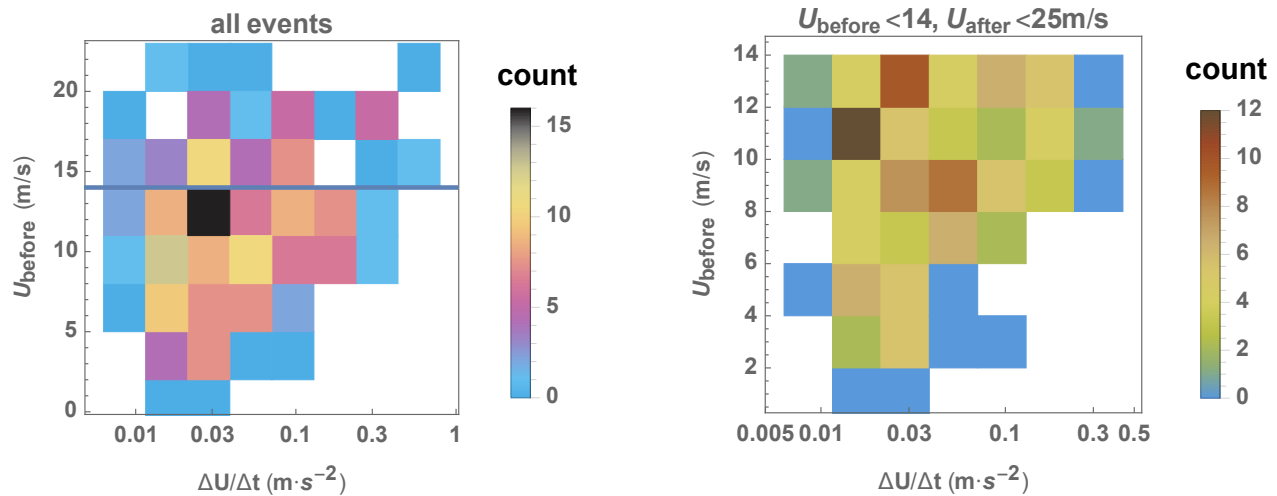 all events
U_before (m/s)
20
15
10
5
0
0.01 0.03 0.1 0.3 1
ΔU/Δt (m·s⁻²)
count
15
10
5
0
U_before <14, U_after <25m/s
U_before (m/s)
14
12
10
8
6
4
2
0.005 0.01 0.03 0.1 0.3 0.5
ΔU/Δt (m·s⁻²)
count
12
10
8
6
4
2
0